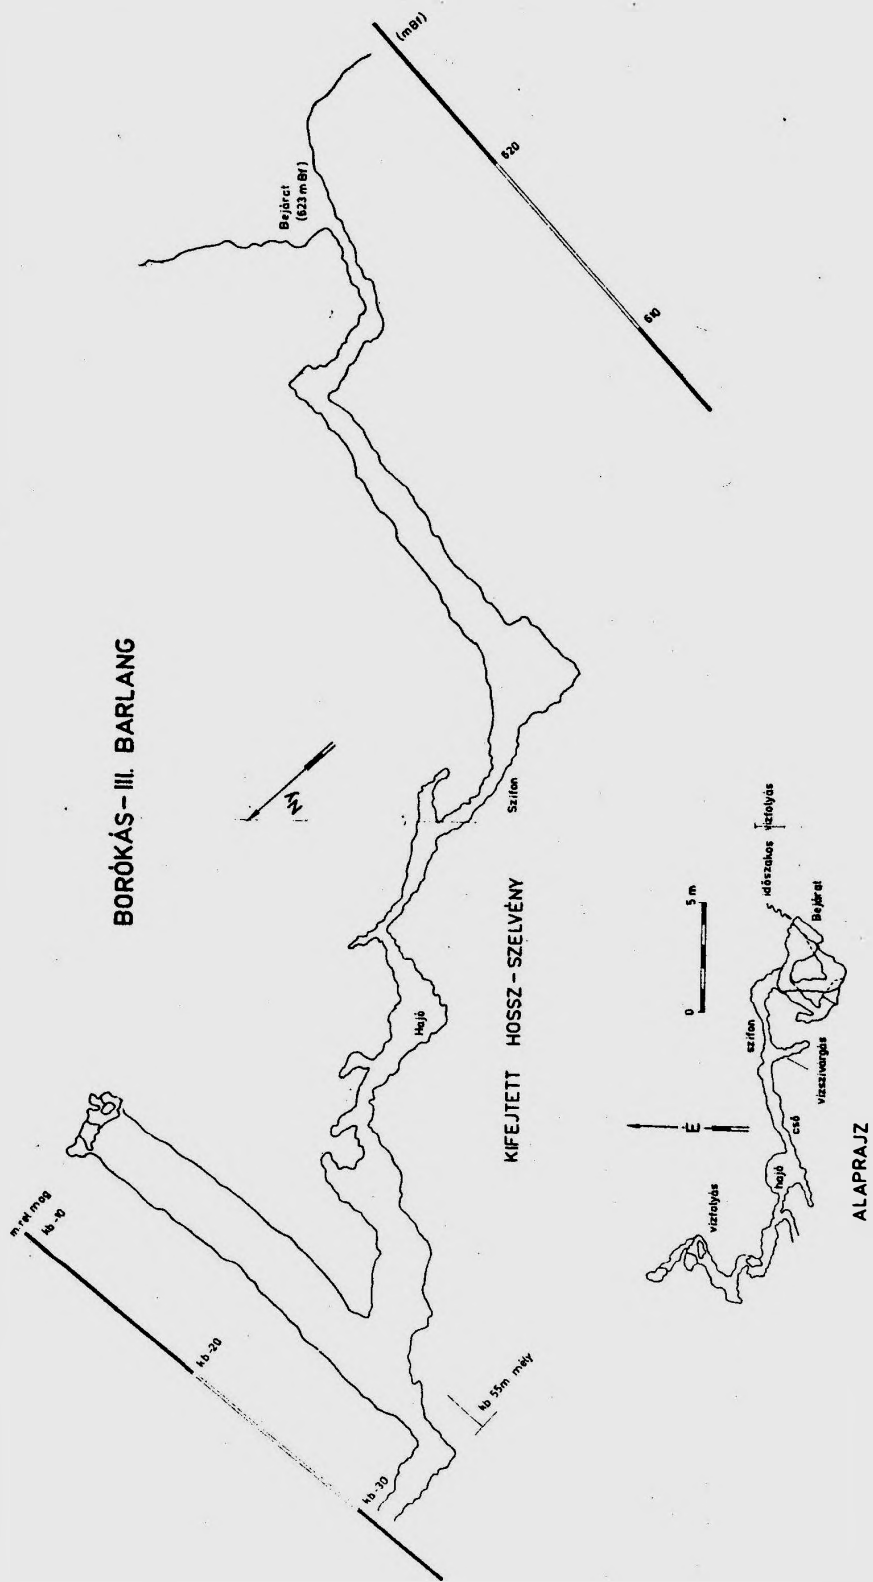 BORÓKÁS-III. BARLANG
m. rel mag
kb-10
kb-20
kb-30
kb 55m mély
Hajó
Szifon
Bejárat
(623 mBf)
(mBf)
620
610
KIFEJTETT HOSSZ-SZELVÉNY
É
0 5 m
időszakos vízfolyás
Bejárat
szifon
vízszivárgás
cső
hajó
vízfolyás
ALAPRAJZ